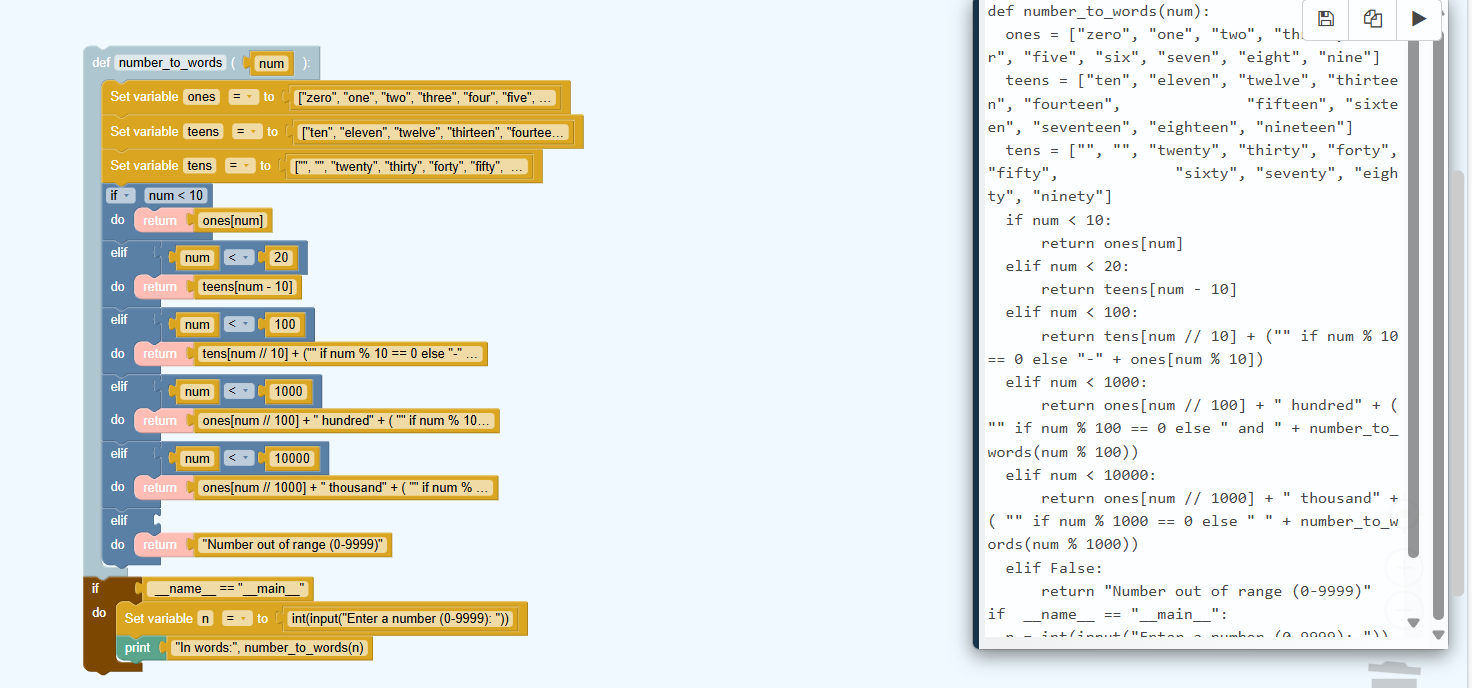 def number_to_words ( num ):
Set variable ones = to ["zero", "one", "two", "three", "four", "five", ...
Set variable teens = to ["ten", "eleven", "twelve", "thirteen", "fourtee...
Set variable tens = to ["", "", "twenty", "thirty", "forty", "fifty", ...
if num < 10
do return ones[num]
elif num < 20
do return teens[num - 10]
elif num < 100
do return tens[num // 10] + ("" if num % 10 == 0 else "-" ...
elif num < 1000
do return ones[num // 100] + " hundred" + ( "" if num % 10...
elif num < 10000
do return ones[num // 1000] + " thousand" + ( "" if num % ...
elif
do return "Number out of range (0-9999)"
if __name__ == "__main__"
do Set variable n = to int(input("Enter a number (0-9999): "))
print "In words:", number_to_words(n)
def number_to_words(num):
ones = ["zero", "one", "two",
r", "five", "six", "seven", "eight", "nine"]
teens = ["ten", "eleven", "twelve", "thirtee
n", "fourteen", "fifteen", "sixte
en", "seventeen", "eighteen", "nineteen"]
tens = ["", "", "twenty", "thirty", "forty",
"fifty", "sixty", "seventy", "eigh
ty", "ninety"]
if num < 10:
return ones[num]
elif num < 20:
return teens[num - 10]
elif num < 100:
return tens[num // 10] + ("" if num % 10
== 0 else "-" + ones[num % 10])
elif num < 1000:
return ones[num // 100] + " hundred" + (
"" if num % 100 == 0 else " and " + number_to_
words(num % 100))
elif num < 10000:
return ones[num // 1000] + " thousand" +
( "" if num % 1000 == 0 else " " + number_to_w
ords(num % 1000))
elif False:
return "Number out of range (0-9999)"
if __name__ == "__main__":
n = int(input("Enter a number (0-9999): "))